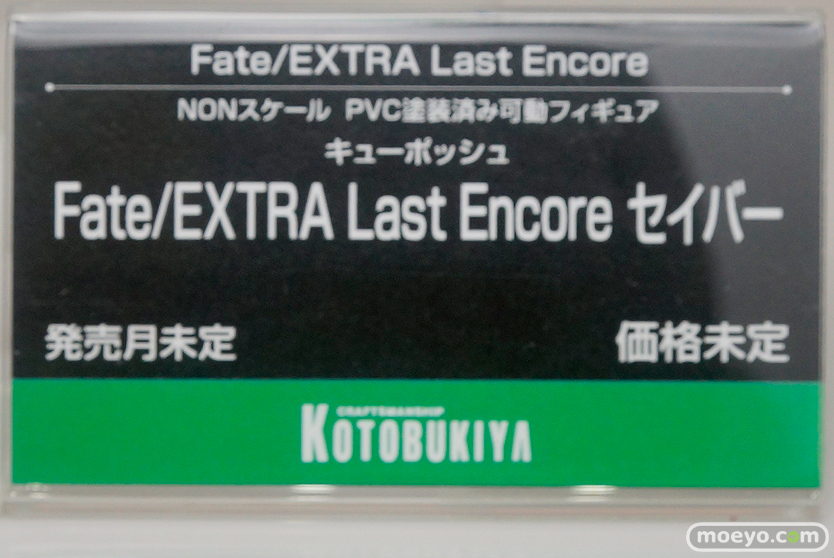 Fate/EXTRA Last Encore
NONスケール PVC塗装済み可動フィギュア
キューポッシュ
Fate/EXTRA Last Encore セイバー
発売月未定
価格未定
CRAFTSMANSHIP
KOTOBUKIYA
moeyo.com